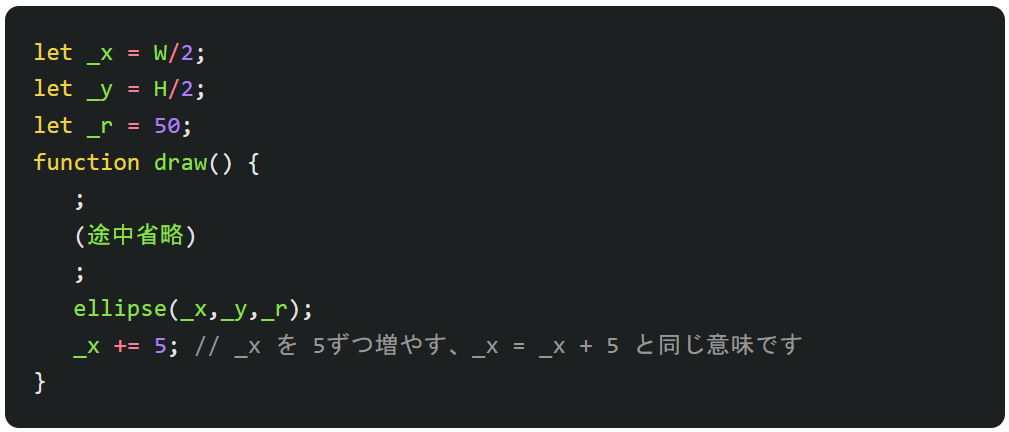 let _x = W/2;
let _y = H/2;
let _r = 50;
function draw() {
;
(途中省略)
;
ellipse(_x,_y,_r);
_x += 5; // _x を 5ずつ増やす、_x = _x + 5 と同じ意味です
}